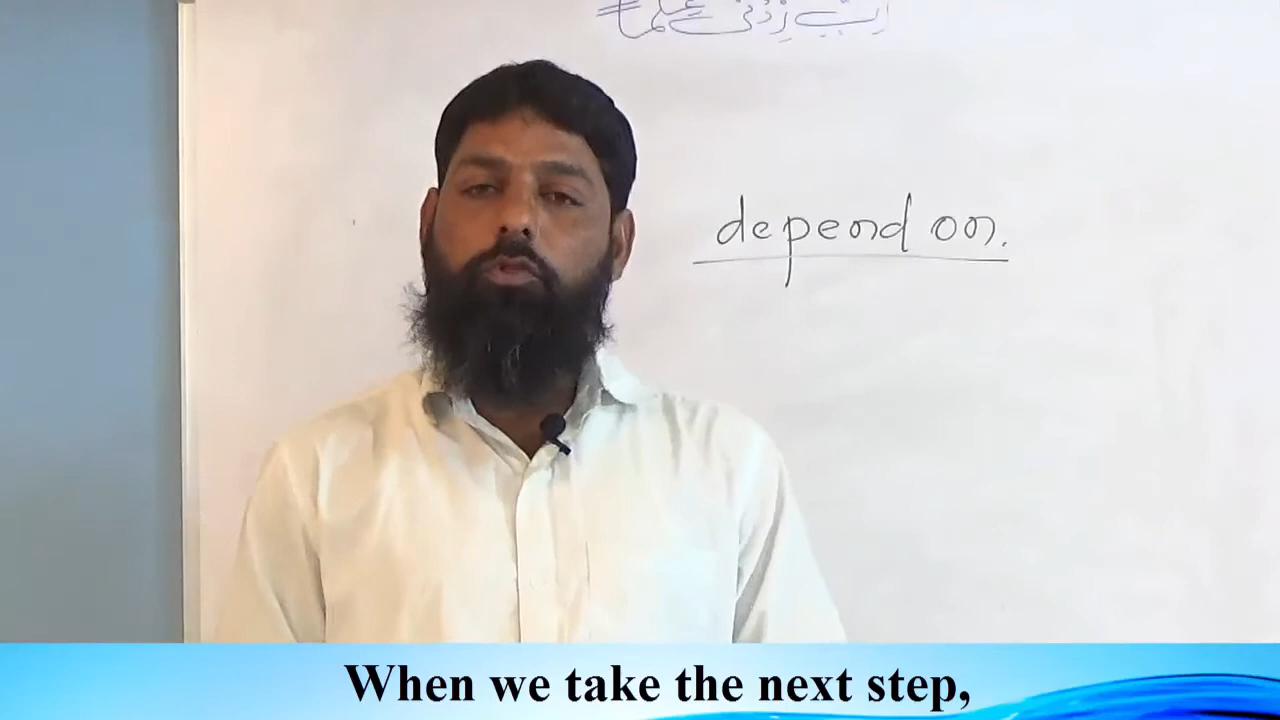 رَبِّ زِدْنِي عِلْمًا
depend on.
When we take the next step,